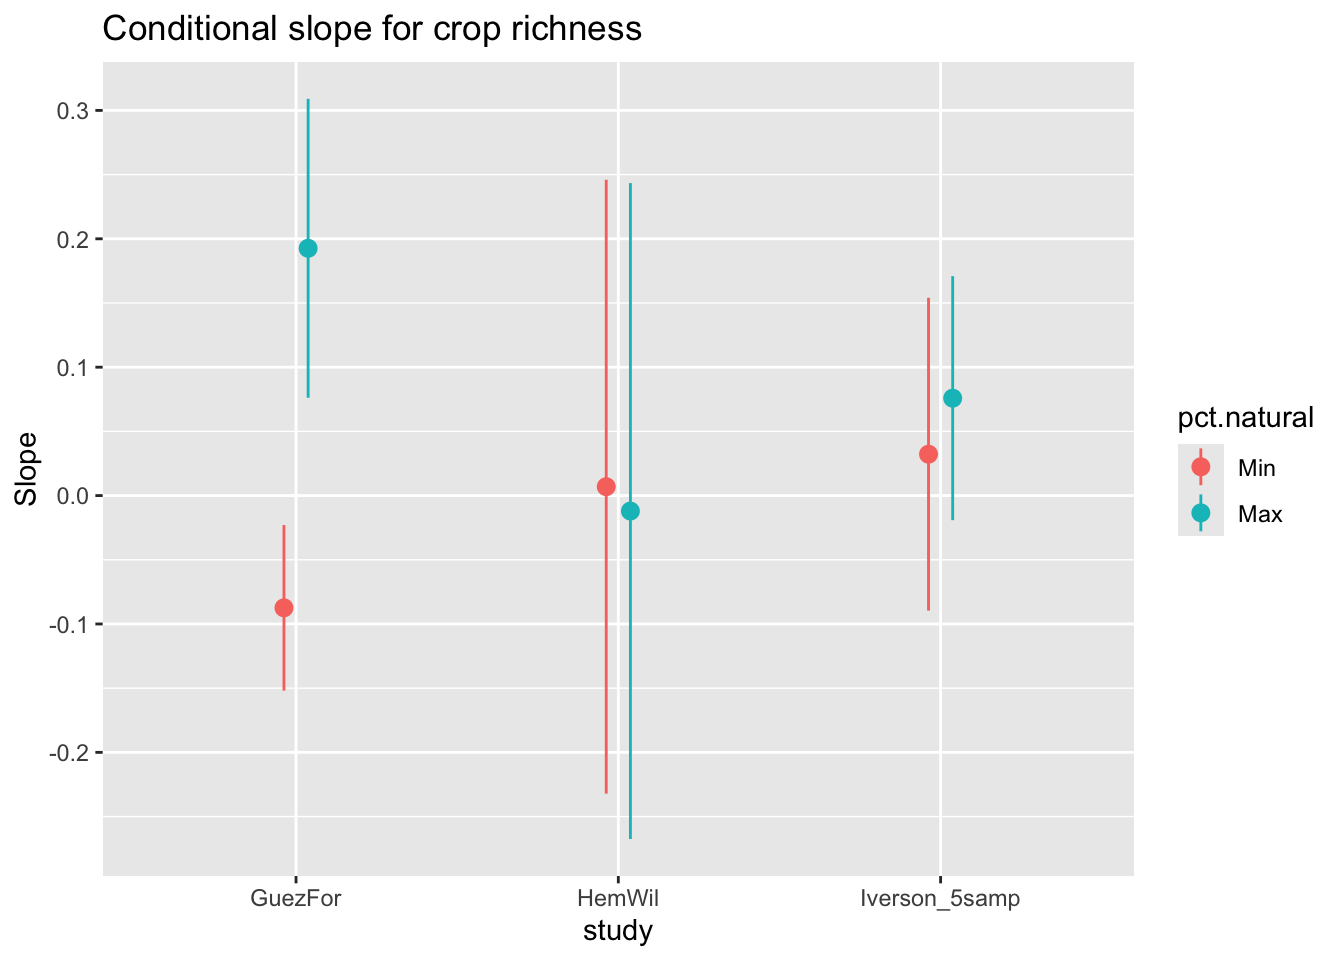 Conditional slope for crop richness
0.3
0.2
0.1
0.0
-0.1
-0.2
Slope
GuezFor HemWil Iverson_5samp
study
pct.natural
Min
Max